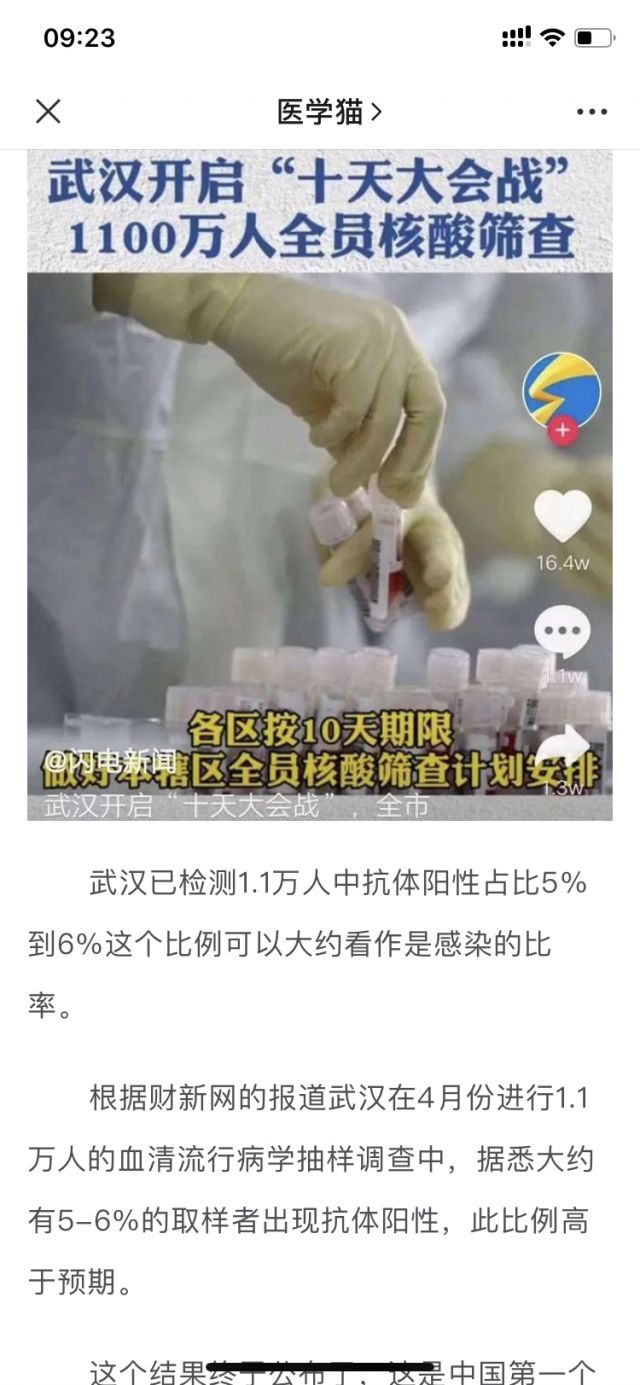 09:23
医学猫
武汉开启“十天大会战”
1100万人全员核酸筛查
16.4w
1.1w
各区按10天期限
@闪电新闻
做好本辖区全员核酸筛查计划安排
1.3w
武汉开启“十天大会战”，全市
武汉已检测1.1万人中抗体阳性占比5%
到6%这个比例可以大约看作是感染的比
率。
根据财新网的报道武汉在4月份进行1.1
万人的血清流行病学抽样调查中，据悉大约
有5-6%的取样者出现抗体阳性，此比例高
于预期。
这个结果终于公布了，这是中国第一个